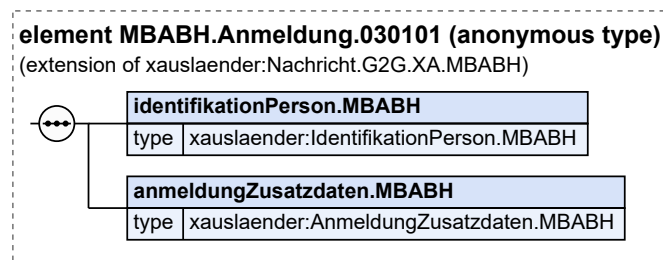 element MBABH.Anmeldung.030101 (anonymous type)
(extension of xauslaender:Nachricht.G2G.XA.MBABH)
identifikationPerson.MBABH
type xauslaender:IdentifikationPerson.MBABH
anmeldungZusatzdaten.MBABH
type xauslaender:AnmeldungZusatzdaten.MBABH